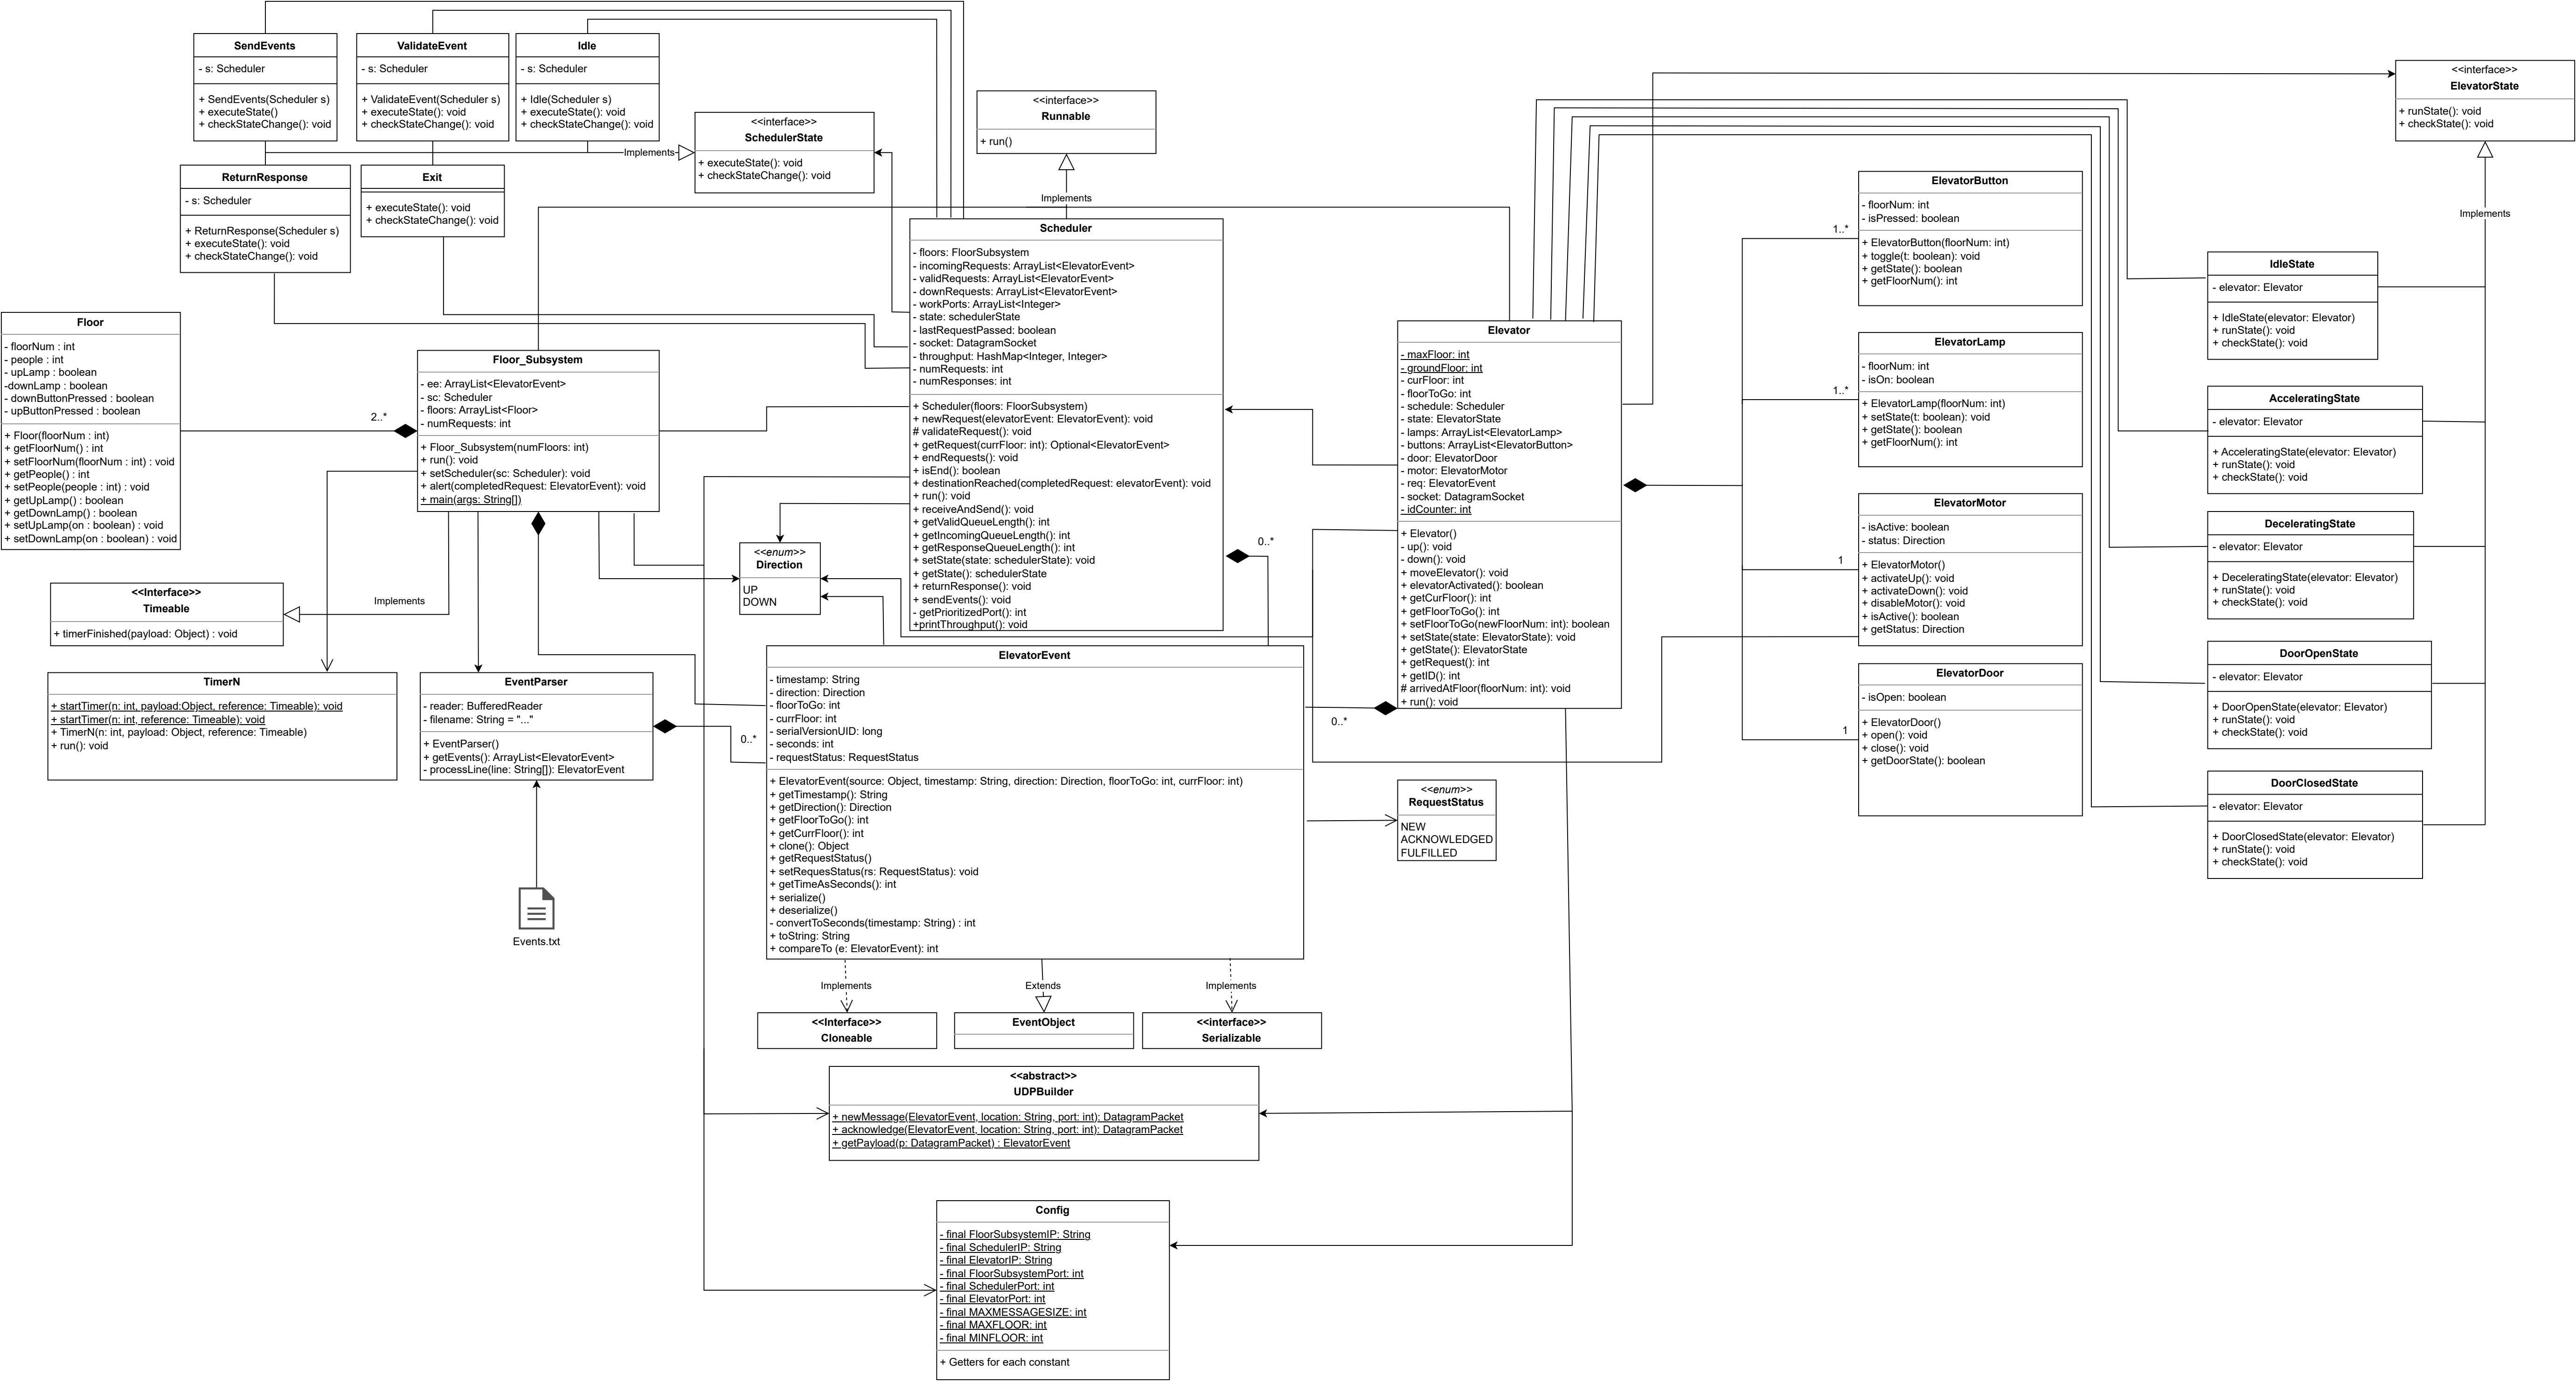 SendEvents
- s: Scheduler
+ SendEvents(Scheduler s)
+ executeState()
+ checkStateChange(): void
ValidateEvent
- s: Scheduler
+ ValidateEvent(Scheduler s)
+ executeState(): void
+ checkStateChange(): void
Idle
- s: Scheduler
+ Idle(Scheduler s)
+ executeState(): void
+ checkStateChange(): void
Implements
<<interface>>
SchedulerState
+ executeState(): void
+ checkStateChange(): void
<<interface>>
Runnable
+ run()
Implements
<<interface>>
ElevatorState
+ runState(): void
+ checkState(): void
Implements
ReturnResponse
- s: Scheduler
+ ReturnResponse(Scheduler s)
+ executeState(): void
+ checkStateChange(): void
Exit
+ executeState(): void
+ checkStateChange(): void
Floor
- floorNum : int
- people : int
- upLamp : boolean
-downLamp : boolean
- downButtonPressed : boolean
- upButtonPressed : boolean
+ Floor(floorNum : int)
+ getFloorNum() : int
+ setFloorNum(floorNum : int) : void
+ getPeople() : int
+ setPeople(people : int) : void
+ getUpLamp() : boolean
+ getDownLamp() : boolean
+ setUpLamp(on : boolean) : void
+ setDownLamp(on : boolean) : void
2..*
Floor_Subsystem
- ee: ArrayList<ElevatorEvent>
- sc: Scheduler
- floors: ArrayList<Floor>
- numRequests: int
+ Floor_Subsystem(numFloors: int)
+ run(): void
+ setScheduler(sc: Scheduler): void
+ alert(completedRequest: ElevatorEvent): void
+ main(args: String[])
Scheduler
- floors: FloorSubsystem
- incomingRequests: ArrayList<ElevatorEvent>
- validRequests: ArrayList<ElevatorEvent>
- downRequests: ArrayList<ElevatorEvent>
- workPorts: ArrayList<Integer>
- state: schedulerState
- lastRequestPassed: boolean
- socket: DatagramSocket
- throughput: HashMap<Integer, Integer>
- numRequests: int
- numResponses: int
+ Scheduler(floors: FloorSubsystem)
+ newRequest(elevatorEvent: ElevatorEvent): void
# validateRequest(): void
+ getRequest(currFloor: int): Optional<ElevatorEvent>
+ endRequests(): void
+ isEnd(): boolean
+ destinationReached(completedRequest: elevatorEvent): void
+ run(): void
+ receiveAndSend(): void
+ getValidQueueLength(): int
+ getIncomingQueueLength(): int
+ getResponseQueueLength(): int
+ setState(state: schedulerState): void
+ getState(): schedulerState
+ returnResponse(): void
+ sendEvents(): void
- getPrioritizedPort(): int
+printThroughput(): void
0..*
Elevator
- maxFloor: int
- groundFloor: int
- curFloor: int
- floorToGo: int
- schedule: Scheduler
- state: ElevatorState
- lamps: ArrayList<ElevatorLamp>
- buttons: ArrayList<ElevatorButton>
- door: ElevatorDoor
- motor: ElevatorMotor
- req: ElevatorEvent
- socket: DatagramSocket
- idCounter: int
+ Elevator()
- up(): void
- down(): void
+ moveElevator(): void
+ elevatorActivated(): boolean
+ getCurFloor(): int
+ getFloorToGo(): int
+ setFloorToGo(newFloorNum: int): boolean
+ setState(state: ElevatorState): void
+ getState(): ElevatorState
+ getRequest(): int
+ getID(): int
# arrivedAtFloor(floorNum: int): void
+ run(): void
0..*
1..*
ElevatorButton
- floorNum: int
- isPressed: boolean
+ ElevatorButton(floorNum: int)
+ toggle(t: boolean): void
+ getState(): boolean
+ getFloorNum(): int
1..*
ElevatorLamp
- floorNum: int
- isOn: boolean
+ ElevatorLamp(floorNum: int)
+ setState(t: boolean): void
+ getState(): boolean
+ getFloorNum(): int
1
ElevatorMotor
- isActive: boolean
- status: Direction
+ ElevatorMotor()
+ activateUp(): void
+ activateDown(): void
+ disableMotor(): void
+ isActive(): boolean
+ getStatus: Direction
1
ElevatorDoor
- isOpen: boolean
+ ElevatorDoor()
+ open(): void
+ close(): void
+ getDoorState(): boolean
IdleState
- elevator: Elevator
+ IdleState(elevator: Elevator)
+ runState(): void
+ checkState(): void
AcceleratingState
- elevator: Elevator
+ AcceleratingState(elevator: Elevator)
+ runState(): void
+ checkState(): void
DeceleratingState
- elevator: Elevator
+ DeceleratingState(elevator: Elevator)
+ runState(): void
+ checkState(): void
DoorOpenState
- elevator: Elevator
+ DoorOpenState(elevator: Elevator)
+ runState(): void
+ checkState(): void
DoorClosedState
- elevator: Elevator
+ DoorClosedState(elevator: Elevator)
+ runState(): void
+ checkState(): void
<<enum>>
Direction
UP
DOWN
<<Interface>>
Timeable
+ timerFinished(payload: Object) : void
Implements
TimerN
+ startTimer(n: int, payload:Object, reference: Timeable): void
+ startTimer(n: int, reference: Timeable): void
+ TimerN(n: int, payload: Object, reference: Timeable)
+ run(): void
EventParser
- reader: BufferedReader
- filename: String = "..."
+ EventParser()
+ getEvents(): ArrayList<ElevatorEvent>
- processLine(line: String[]): ElevatorEvent
0..*
Events.txt
ElevatorEvent
- timestamp: String
- direction: Direction
- floorToGo: int
- currFloor: int
- serialVersionUID: long
- seconds: int
- requestStatus: RequestStatus
+ ElevatorEvent(source: Object, timestamp: String, direction: Direction, floorToGo: int, currFloor: int)
+ getTimestamp(): String
+ getDirection(): Direction
+ getFloorToGo(): int
+ getCurrFloor(): int
+ clone(): Object
+ getRequestStatus()
+ setRequesStatus(rs: RequestStatus): void
+ getTimeAsSeconds(): int
+ serialize()
+ deserialize()
- convertToSeconds(timestamp: String) : int
+ toString: String
+ compareTo (e: ElevatorEvent): int
<<enum>>
RequestStatus
NEW
ACKNOWLEDGED
FULFILLED
Implements
Extends
Implements
<<Interface>>
Cloneable
EventObject
<<interface>>
Serializable
<<abstract>>
UDPBuilder
+ newMessage(ElevatorEvent, location: String, port: int): DatagramPacket
+ acknowledge(ElevatorEvent, location: String, port: int): DatagramPacket
+ getPayload(p: DatagramPacket) : ElevatorEvent
Config
- final FloorSubsystemIP: String
- final SchedulerIP: String
- final ElevatorIP: String
- final FloorSubsystemPort: int
- final SchedulerPort: int
- final ElevatorPort: int
- final MAXMESSAGESIZE: int
- final MAXFLOOR: int
- final MINFLOOR: int
+ Getters for each constant